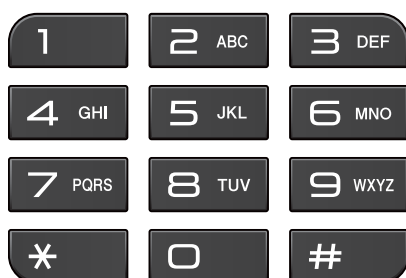 1 2 ABC 3 DEF
4 GHI 5 JKL 6 MNO
7 PQRS 8 TUV 9 WXYZ
* 0 #